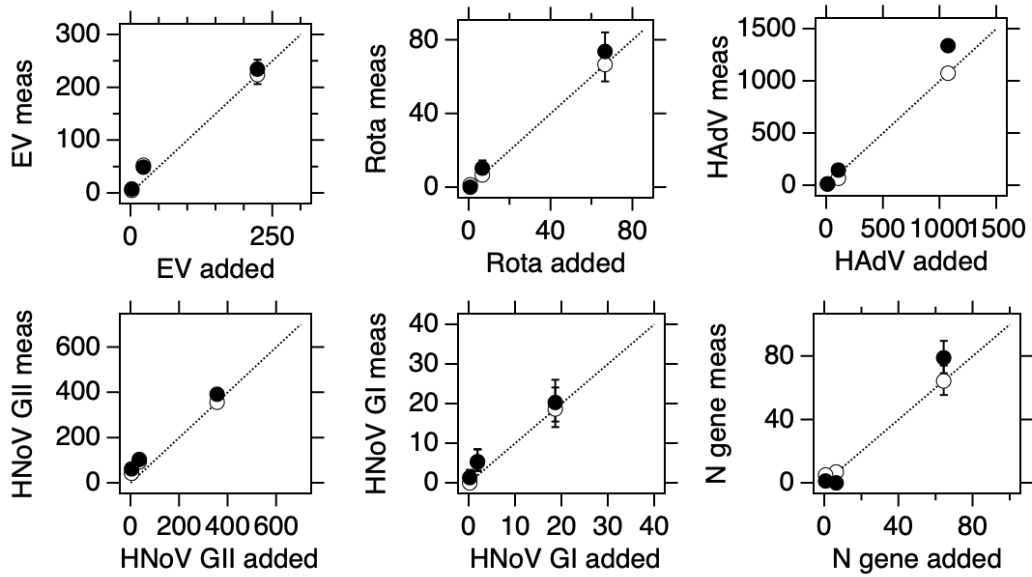 EV meas
300
200
100
0
0 250
EV added
Rota meas
80
40
0
0 40 80
Rota added
HAdV meas
1500
1000
500
0
0 500 1000 1500
HAdV added
HNoV GII meas
600
400
200
0
0 200 400 600
HNoV GII added
HNoV GI meas
40
30
20
10
0
0 10 20 30 40
HNoV GI added
N gene meas
80
40
0
0 40 80
N gene added